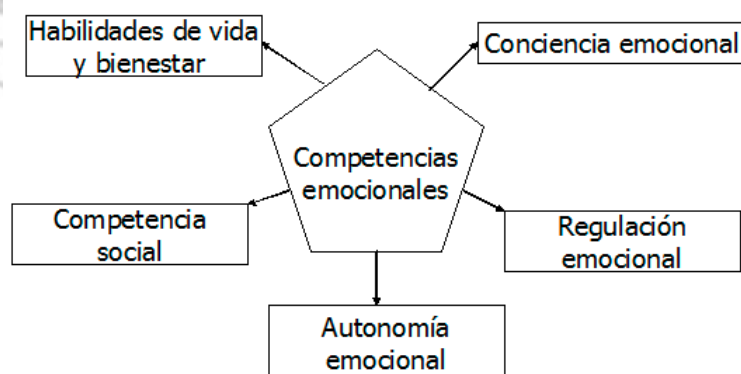 Habilidades de vida
y bienestar
Conciencia emocional
Competencias
emocionales
Competencia
social
Regulación
emocional
Autonomía
emocional